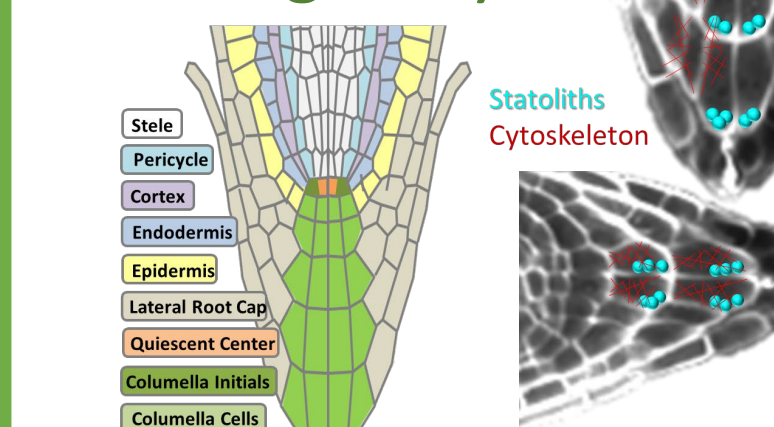 Statoliths
Cytoskeleton
Stele
Pericycle
Cortex
Endodermis
Epidermis
Lateral Root Cap
Quiescent Center
Columella Initials
Columella Cells